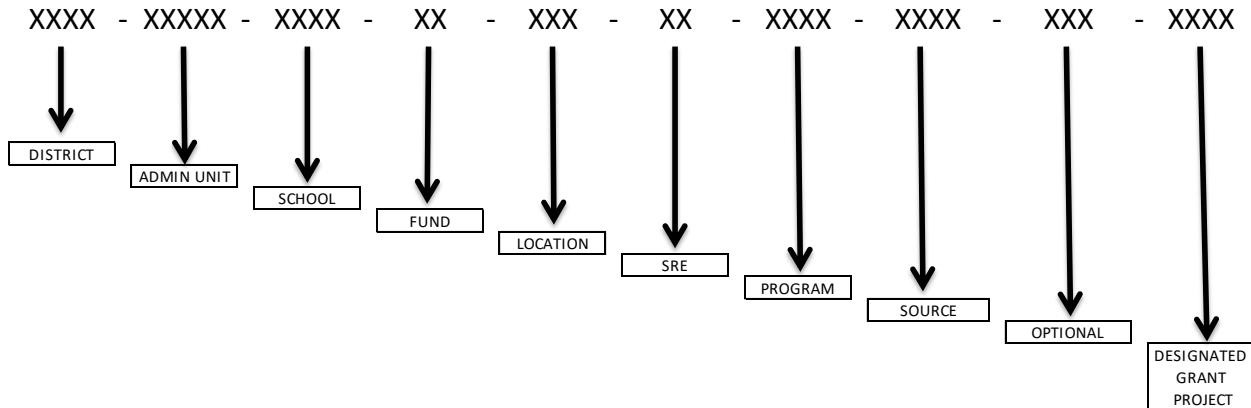 XXXX - XXXXX - XXXX - XX - XXX - XX - XXXX - XXXX - XXX - XXXX
DISTRICT
ADMIN UNIT
SCHOOL
FUND
LOCATION
SRE
PROGRAM
SOURCE
OPTIONAL
DESIGNATED
GRANT
PROJECT